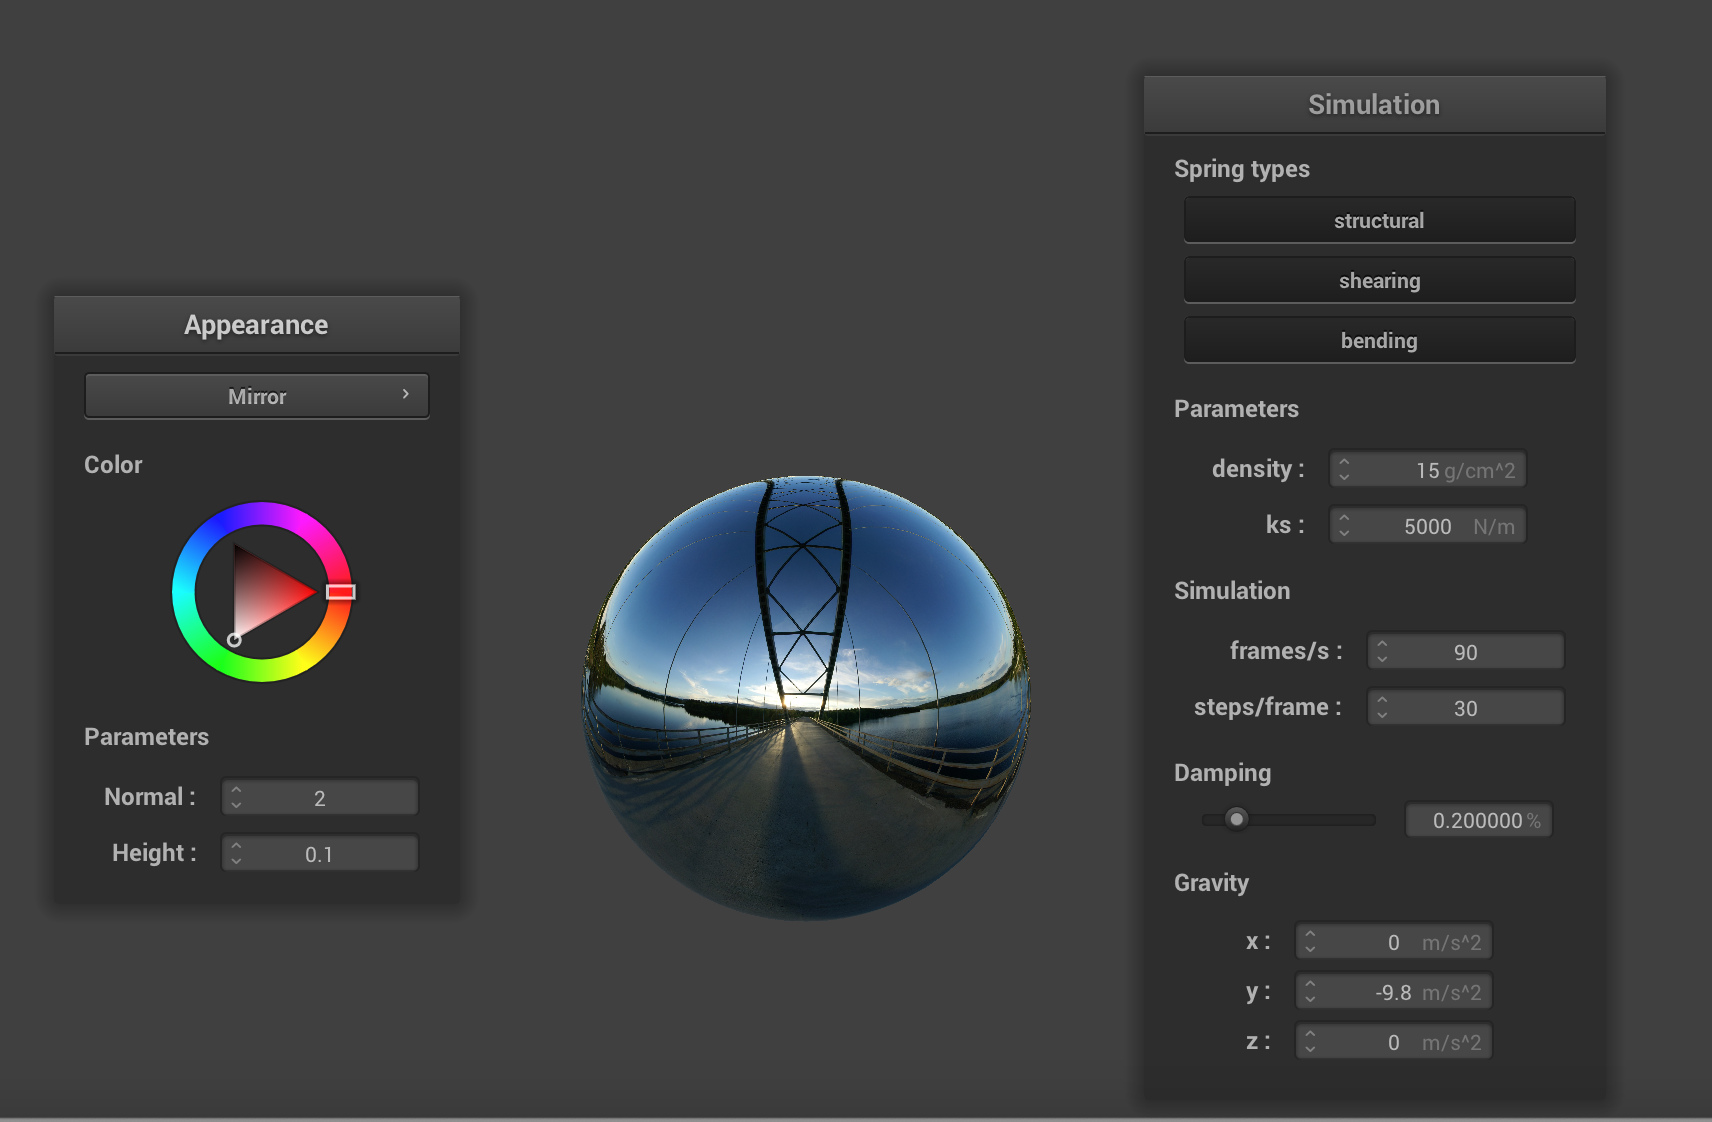 Appearance
Mirror
Color
Parameters
Normal : 2
Height : 0.1
Simulation
Spring types
structural
shearing
bending
Parameters
density : 15 g/cm^2
ks : 5000 N/m
Simulation
frames/s : 90
steps/frame : 30
Damping
0.200000 %
Gravity
x : 0 m/s^2
y : -9.8 m/s^2
z : 0 m/s^2